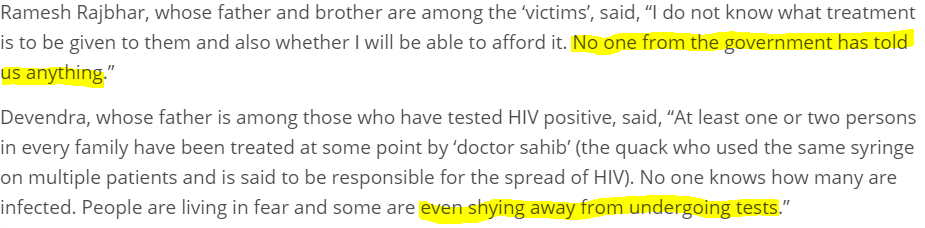 Ramesh Rajbhar, whose father and brother are among the ‘victims’, said, “I do not know what treatment
is to be given to them and also whether I will be able to afford it. No one from the government has told
us anything.”
Devendra, whose father is among those who have tested HIV positive, said, “At least one or two persons
in every family have been treated at some point by ‘doctor sahib’ (the quack who used the same syringe
on multiple patients and is said to be responsible for the spread of HIV). No one knows how many are
infected. People are living in fear and some are even shying away from undergoing tests.”